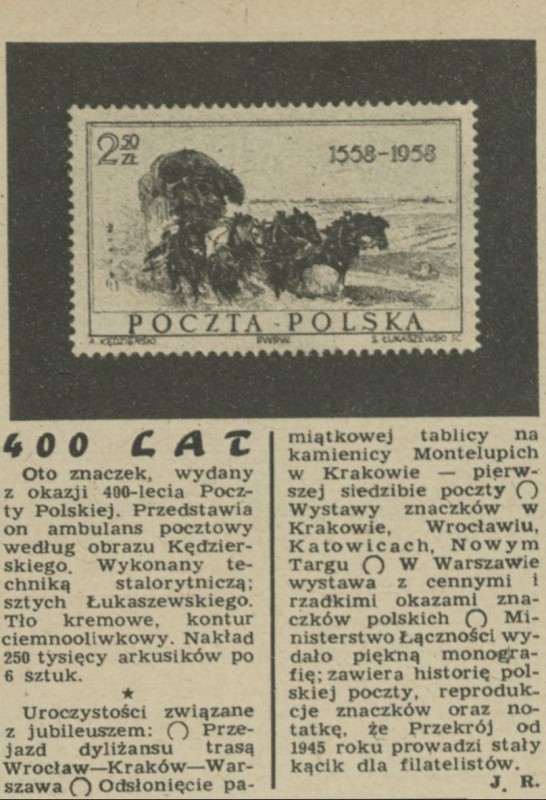 2 50 ZŁ
1558-1958
POCZTA POLSKA
A. KĘDZIERSKI PWPW S. ŁUKASZEWSKI SC.
400 LAT
Oto znaczek, wydany
z okazji 400-lecia Pocz-
ty Polskiej. Przedstawia
on ambulans pocztowy
według obrazu Kędzier-
skiego. Wykonany te-
chniką stalorytniczą;
sztych Łukaszewskiego.
Tło kremowe, kontur
ciemnooliwkowy. Nakład
250 tysięcy arkusików po
6 sztuk.
★
Uroczystości związane
z jubileuszem: Prze-
jazd dyliżansu trasą
Wrocław—Kraków—War-
szawa Odsłonięcie pa-
miątkowej tablicy na
kamienicy Montelupich
w Krakowie — pierw-
szej siedzibie poczty
Wystawy znaczków w
Krakowie, Wrocławiu,
Katowicach, Nowym
Targu W Warszawie
wystawa z cennymi i
rzadkimi okazami zna-
czków polskich Mi-
nisterstwo Łączności wy-
dało piękną monogra-
fię; zawiera historię pol-
skiej poczty, reproduk-
cje znaczków oraz no-
tatkę, że Przekrój od
1945 roku prowadzi stały
kącik dla filatelistów.
J. R.